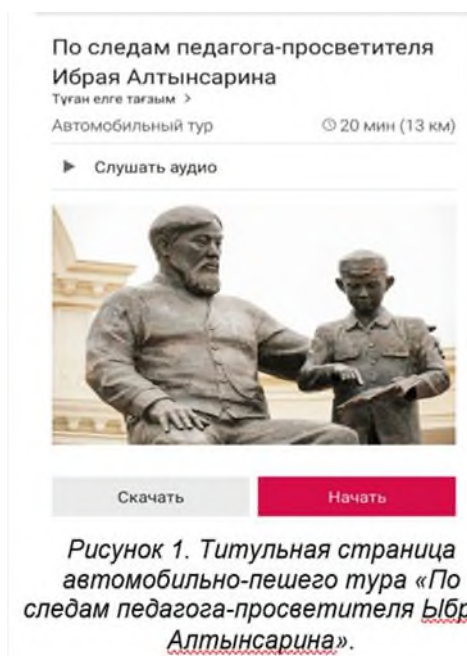 По следам педагога-просветителя
Ибрая Алтынсарина
Туған елге тағзым >
Автомобильный тур 20 мин (13 км)
Слушать аудио
Скачать Начать
Рисунок 1. Титульная страница
автомобильно-пешего тура «По
следам педагога-просветителя Ыбр
Алтынсарина».